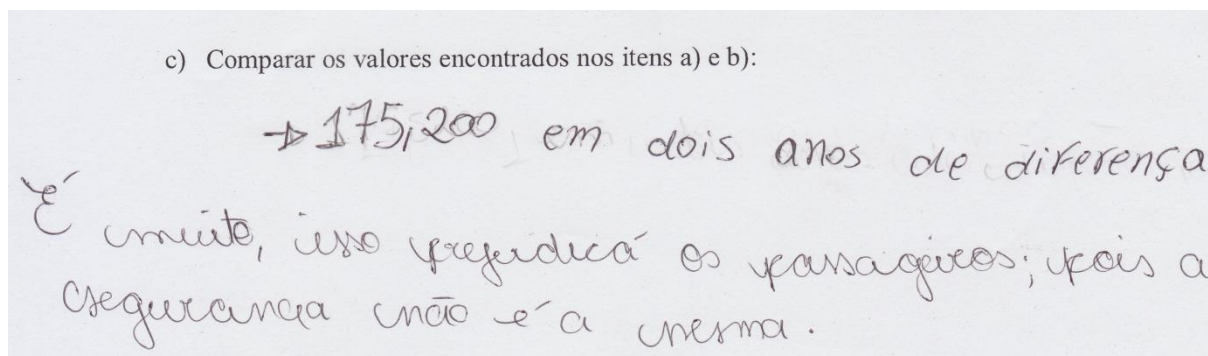 c) Comparar os valores encontrados nos itens a) e b):
→ 175,200 em dois anos de diferença
É muito, isso prejudicá os passageiros; pois a
segurança não é a mesma.